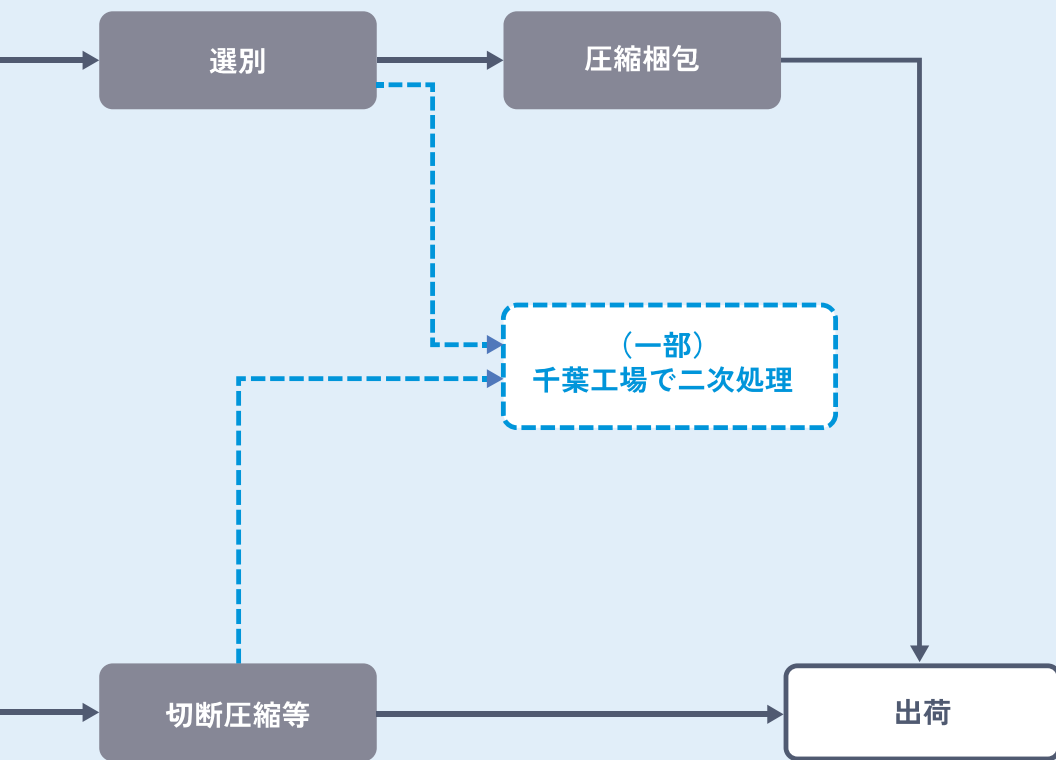 選別
圧縮梱包
（一部）
千葉工場で二次処理
切断圧縮等
出荷